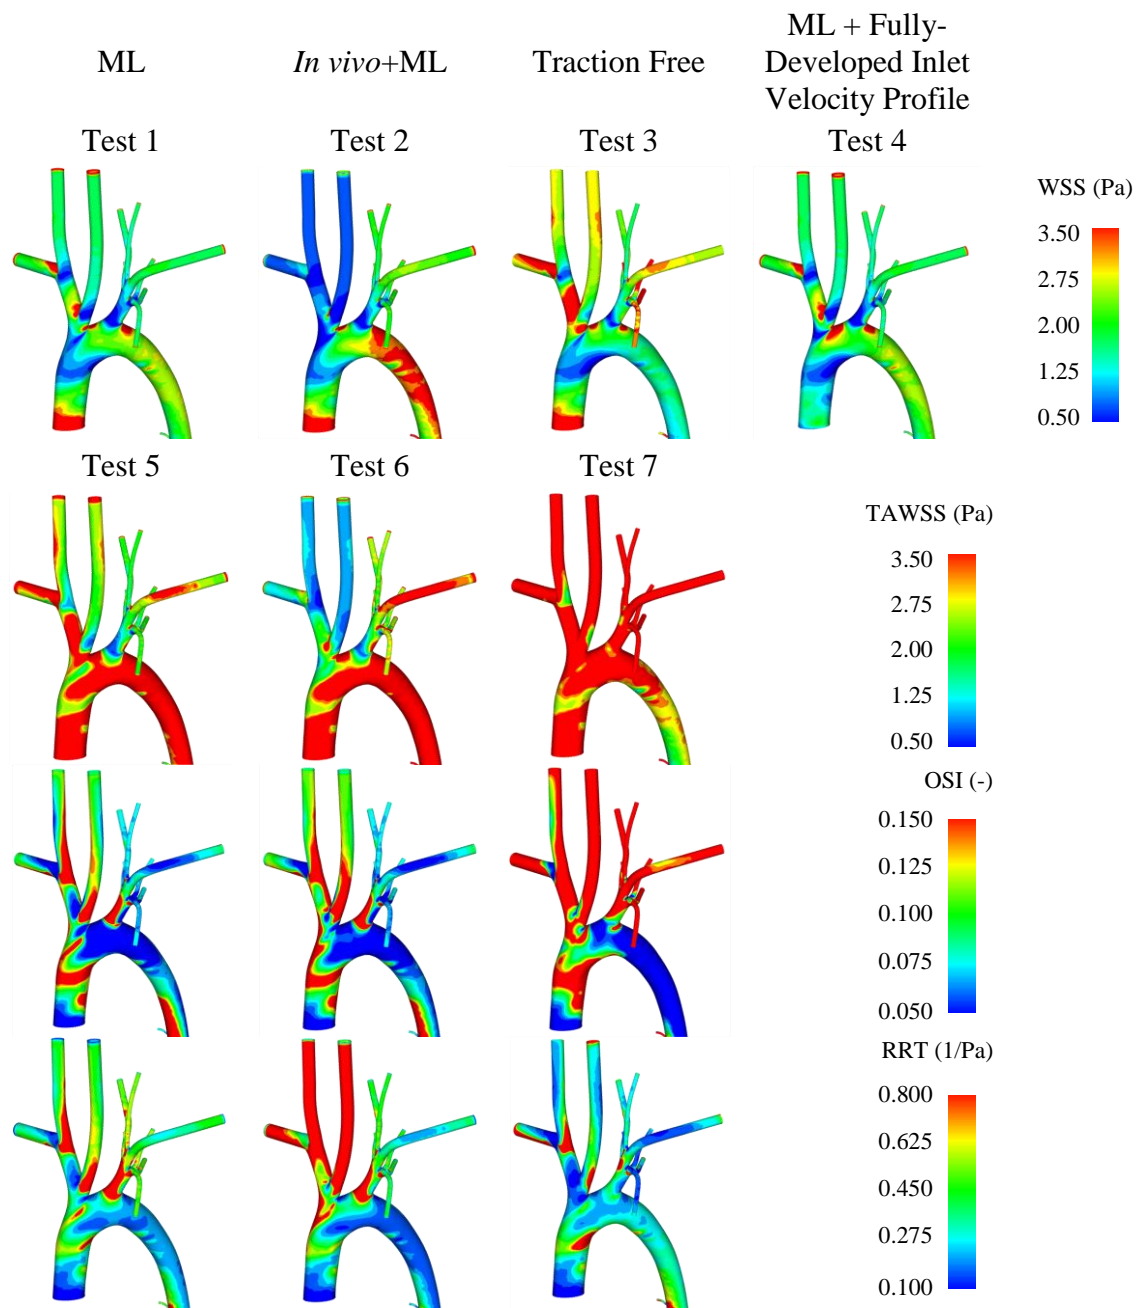 ML
In vivo+ML
Traction Free
ML + Fully-
Developed Inlet
Velocity Profile
Test 1
Test 2
Test 3
Test 4
WSS (Pa)
3.50
2.75
2.00
1.25
0.50
Test 5
Test 6
Test 7
TAWSS (Pa)
3.50
2.75
2.00
1.25
0.50
OSI (-)
0.150
0.125
0.100
0.075
0.050
RRT (1/Pa)
0.800
0.625
0.450
0.275
0.100